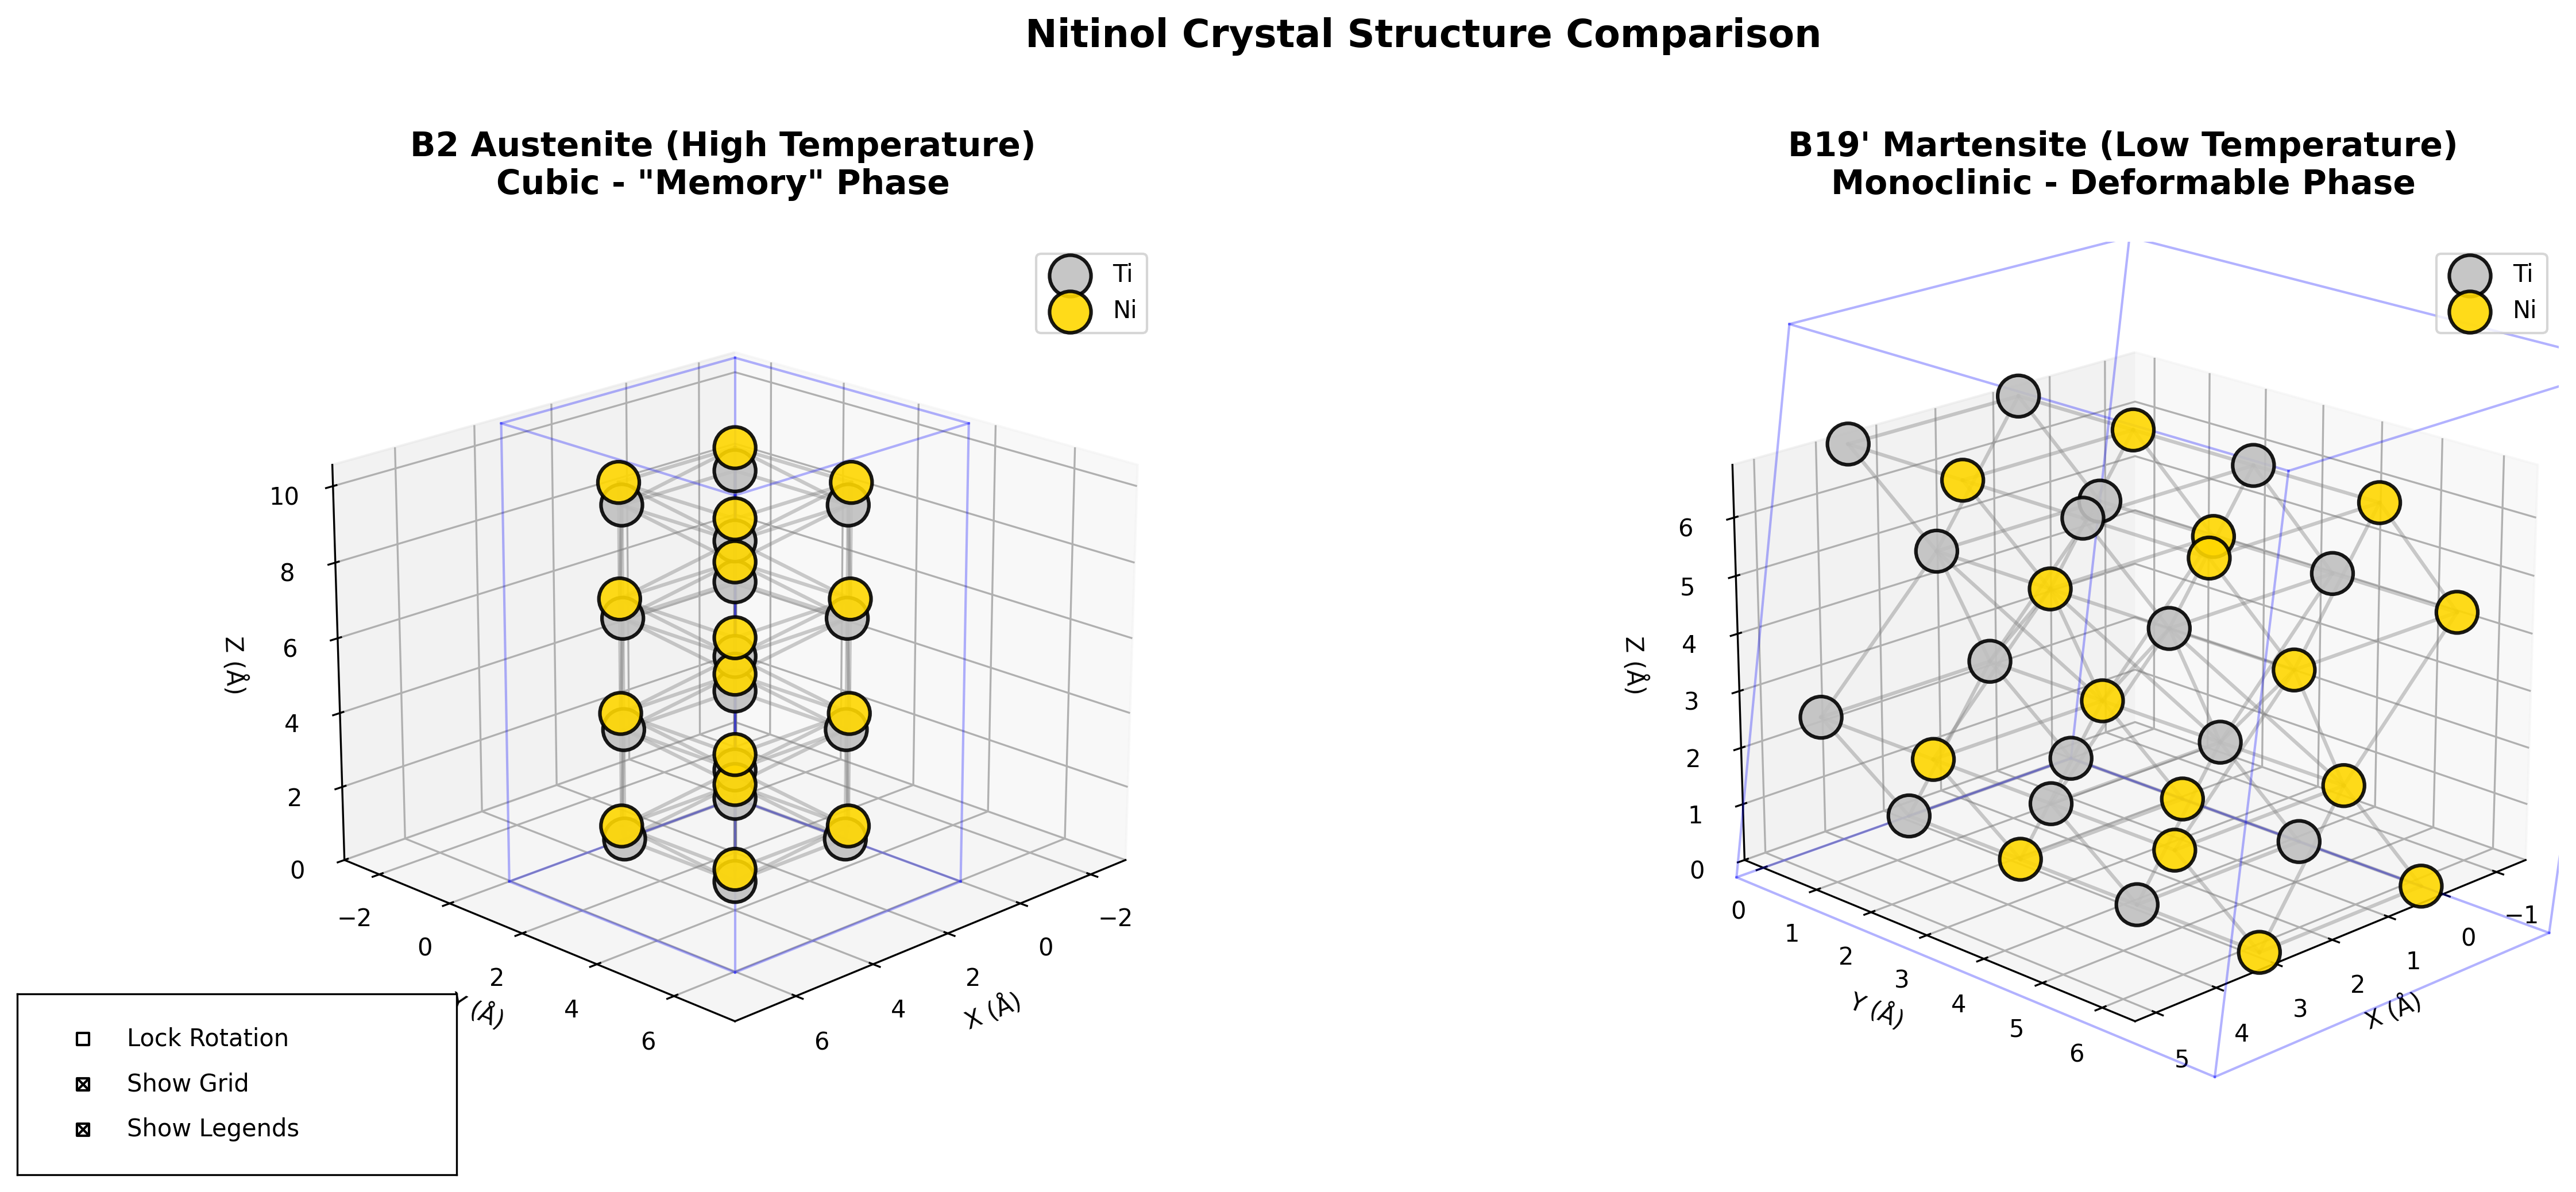 Nitinol Crystal Structure Comparison
B2 Austenite (High Temperature)
Cubic - "Memory" Phase
Ti
Ni
Z (Å)
10
8
6
4
2
0
−2
0
2
4
6
Y (Å)
−2
0
2
4
6
X (Å)
Lock Rotation
Show Grid
Show Legends
B19' Martensite (Low Temperature)
Monoclinic - Deformable Phase
Ti
Ni
Z (Å)
6
5
4
3
2
1
0
0
1
2
3
4
5
6
Y (Å)
−1
0
1
2
3
4
5
X (Å)